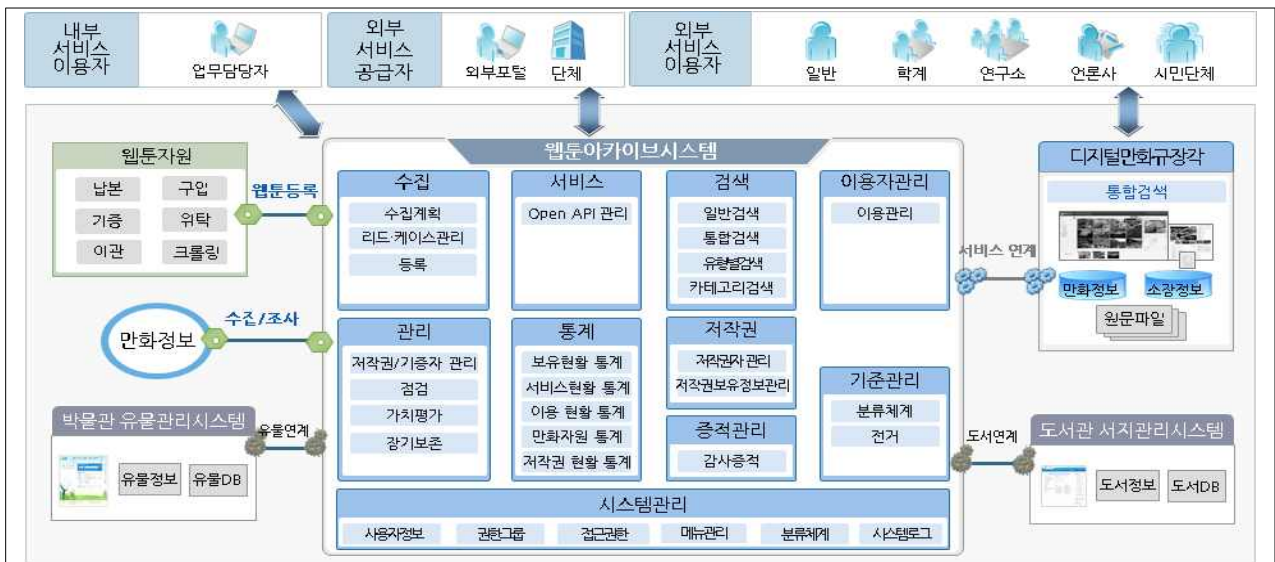 내부
서비스
이용자
업무담당자
외부
서비스
공급자
외부포털
단체
외부
서비스
이용자
일반
학계
연구소
언론사
시민단체
웹툰자원
납본
구입
기증
위탁
이관
크롤링
웹툰등록
만화정보
수집/조사
박물관 유물관리시스템
유물정보
유물DB
유물연계
웹툰아카이브시스템
수집
수집계획
리드·케이스관리
등록
서비스
Open API 관리
검색
일반검색
통합검색
유형별검색
카테고리검색
이용자관리
이용관리
관리
저작권/기증자 관리
점검
가치평가
장기보존
통계
보유현황 통계
서비스현황 통계
이용 현황 통계
만화자원 통계
저작권 현황 통계
저작권
저작권자 관리
저작권보유정보관리
증적관리
감사증적
기준관리
분류체계
전거
시스템관리
사용자정보
권한그룹
접근권한
메뉴관리
분류체계
시스템로그
서비스 연계
디지털만화규장각
통합검색
만화정보
소장정보
원문파일
도서연계
도서관 서지관리시스템
도서정보
도서DB